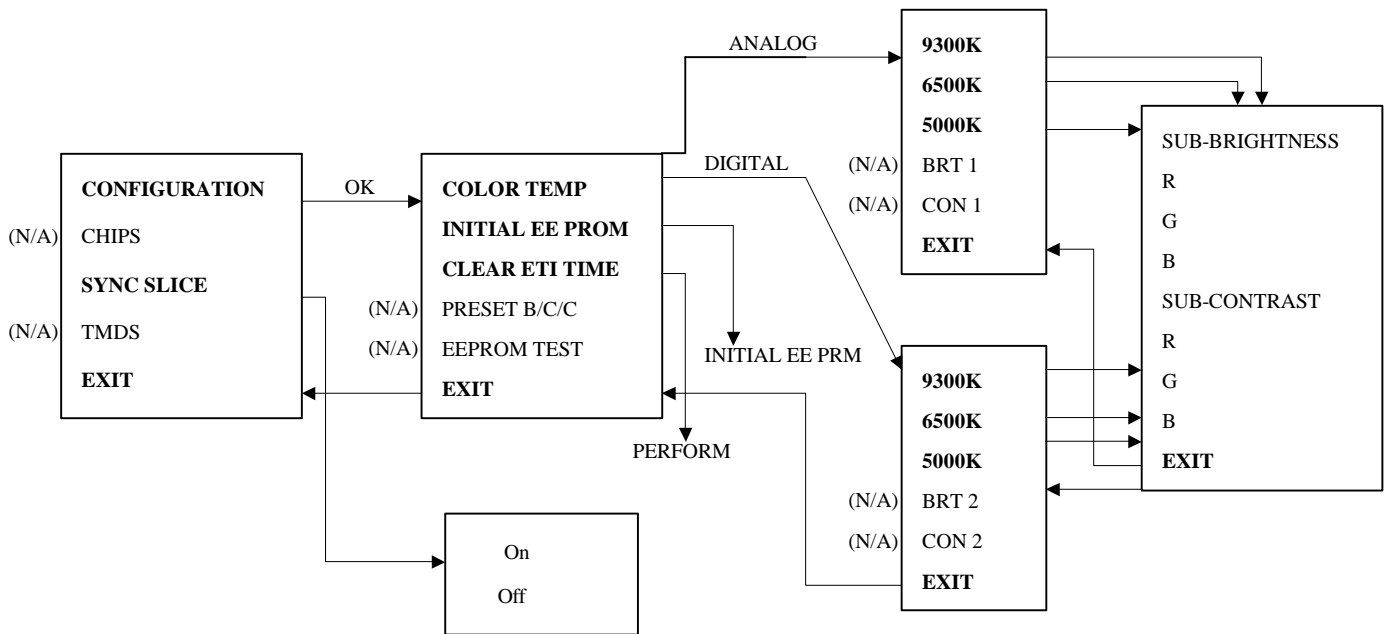 CONFIGURATION
(N/A) CHIPS
SYNC SLICE
(N/A) TMDS
EXIT
OK
COLOR TEMP
INITIAL EE PROM
CLEAR ETI TIME
(N/A) PRESET B/C/C
(N/A) EEPROM TEST
EXIT
On
Off
ANALOG
DIGITAL
INITIAL EE PRM
PERFORM
9300K
6500K
5000K
(N/A) BRT 1
(N/A) CON 1
EXIT
9300K
6500K
5000K
(N/A) BRT 2
(N/A) CON 2
EXIT
SUB-BRIGHTNESS
R
G
B
SUB-CONTRAST
R
G
B
EXIT